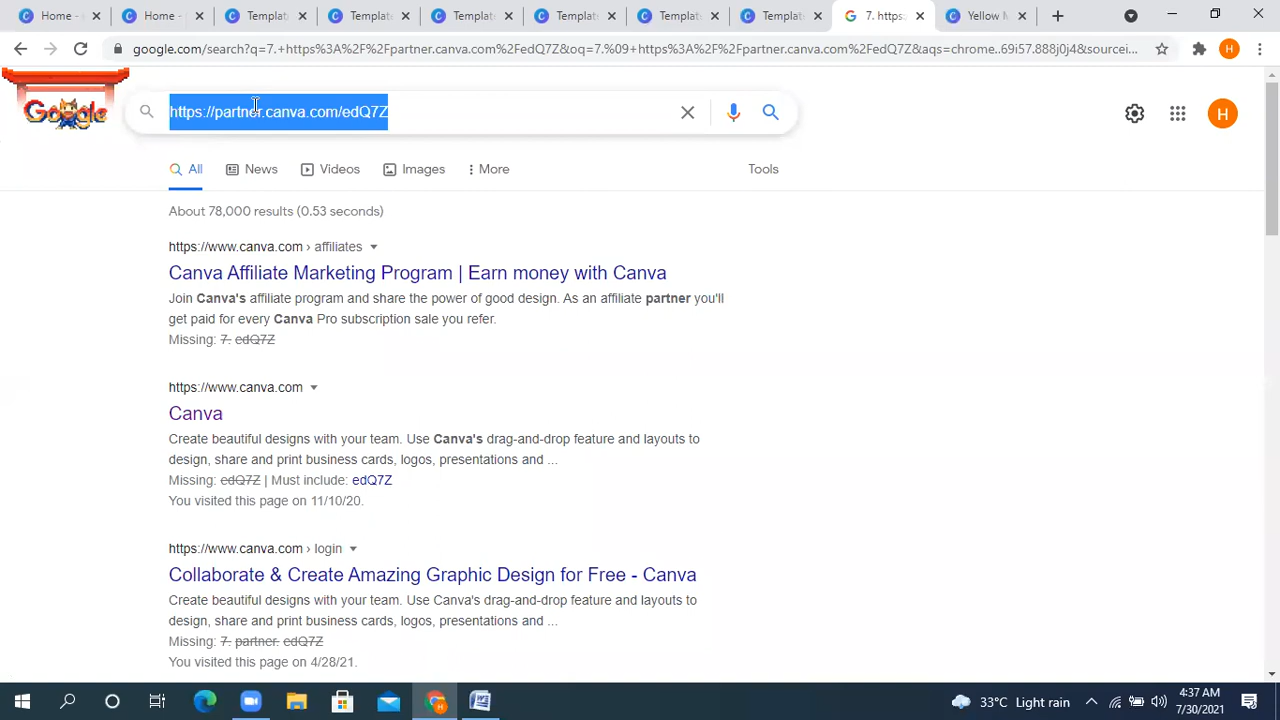 Home -
Home -
Templat
Templat
Templat
Templat
Templat
Templat
7. https:
Yellow M
google.com/search?q=7.+https%3A%2F%2Fpartner.canva.com%2FedQ7Z&oq=7.%09+https%3A%2F%2Fpartner.canva.com%2FedQ7Z&aqs=chrome..69i57.888j0j4&sourcei...
H
Google
https://partner.canva.com/edQ7Z
H
All
News
Videos
Images
More
Tools
About 78,000 results (0.53 seconds)
https://www.canva.com › affiliates
Canva Affiliate Marketing Program | Earn money with Canva
Join Canva's affiliate program and share the power of good design. As an affiliate partner you'll
get paid for every Canva Pro subscription sale you refer.
Missing: 7. edQ7Z
https://www.canva.com
Canva
Create beautiful designs with your team. Use Canva's drag-and-drop feature and layouts to
design, share and print business cards, logos, presentations and ...
Missing: edQ7Z | Must include: edQ7Z
You visited this page on 11/10/20.
https://www.canva.com › login
Collaborate & Create Amazing Graphic Design for Free - Canva
Create beautiful designs with your team. Use Canva's drag-and-drop feature and layouts to
design, share and print business cards, logos, presentations and ...
Missing: 7. partner. edQ7Z
You visited this page on 4/28/21.
33°C Light rain
4:37 AM
7/30/2021